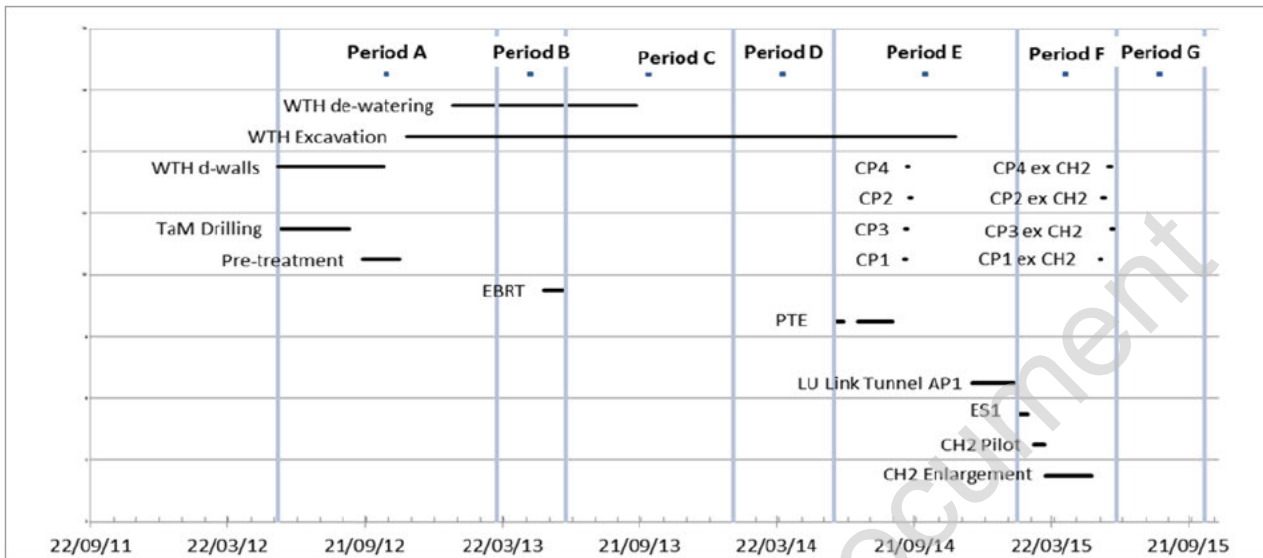 Period A Period B Period C Period D Period E Period F Period G
WTH de-watering
WTH Excavation
WTH d-walls CP4 CP4 ex CH2
CP2 CP2 ex CH2
TaM Drilling CP3 CP3 ex CH2
Pre-treatment CP1 CP1 ex CH2
EBRT
PTE
LU Link Tunnel AP1
ES1
CH2 Pilot
CH2 Enlargement
22/09/11 22/03/12 21/09/12 22/03/13 21/09/13 22/03/14 21/09/14 22/03/15 21/09/15
ocument